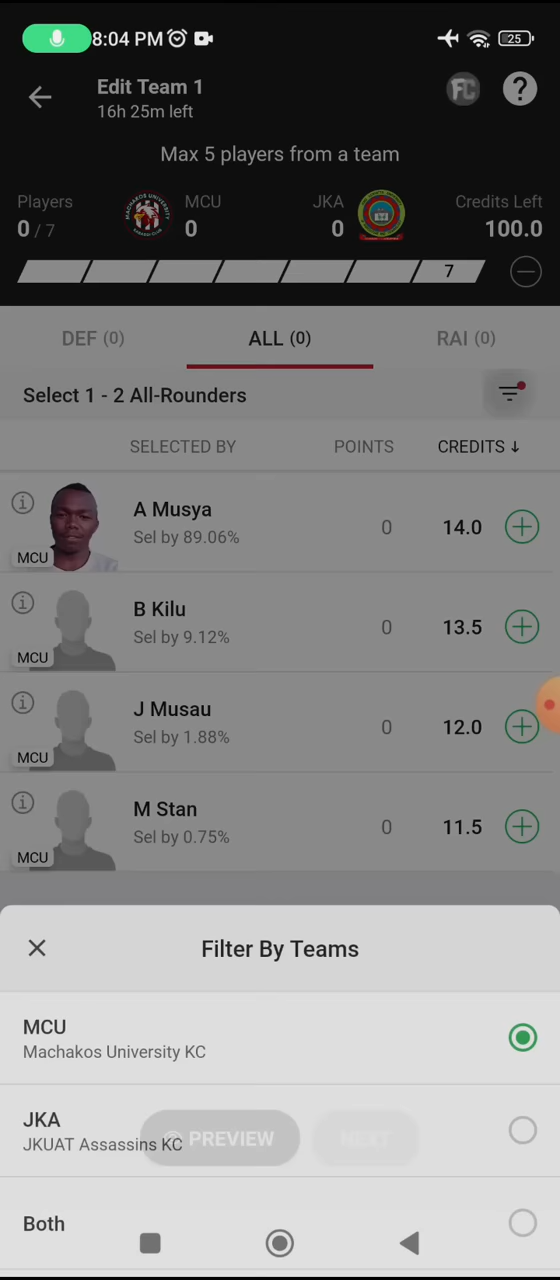 8:04 PM
25
Edit Team 1
16h 25m left
FC
?
Max 5 players from a team
Players
0 / 7
MCU
0
JKA
0
Credits Left
100.0
7
DEF (0)
ALL (0)
RAI (0)
Select 1 - 2 All-Rounders
SELECTED BY
POINTS
CREDITS ↓
A Musya
Sel by 89.06%
0
14.0
MCU
B Kilu
Sel by 9.12%
0
13.5
MCU
J Musau
Sel by 1.88%
0
12.0
MCU
M Stan
Sel by 0.75%
0
11.5
MCU
Filter By Teams
MCU
Machakos University KC
JKA
JKUAT Assassins KC
PREVIEW
NEXT
Both